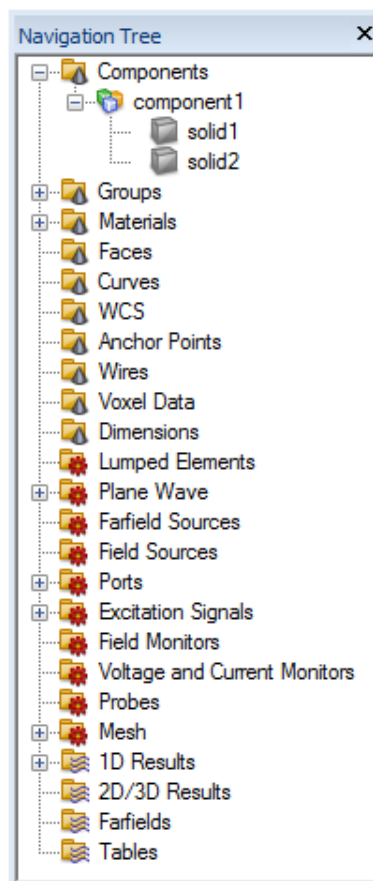 Navigation Tree
Components
component1
solid1
solid2
Groups
Materials
Faces
Curves
WCS
Anchor Points
Wires
Voxel Data
Dimensions
Lumped Elements
Plane Wave
Farfield Sources
Field Sources
Ports
Excitation Signals
Field Monitors
Voltage and Current Monitors
Probes
Mesh
1D Results
2D/3D Results
Farfields
Tables